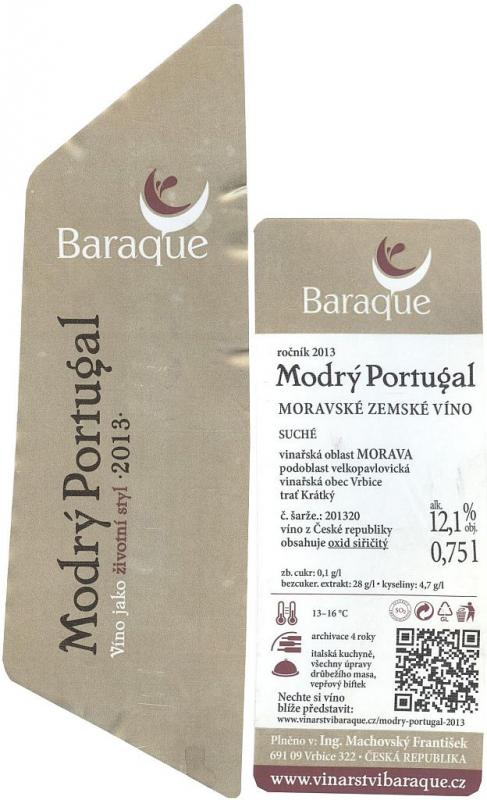 Baraque
Modrý Portugal
Víno jako životní styl ·2013·
Baraque
ročník 2013
Modrý Portugal
MORAVSKÉ ZEMSKÉ VÍNO
SUCHÉ
vinařská oblast MORAVA
podoblast velkopavlovická
vinařská obec Vrbice
trať Krátký
č. šarže.: 201320
víno z České republiky
obsahuje oxid siřičitý
alk.
12,1% obj.
0,75 l
zb. cukr: 0,1 g/l
bezcuker. extrakt: 28 g/l · kyseliny: 4,7 g/l
13–16 °C
SO₂
GL
archivace 4 roky
italská kuchyně,
všechny úpravy
drůbežího masa,
vepřový biftek
Nechte si víno
blíže představit:
www.vinarstvibaraque.cz/modry-portugal-2013
Plněno v: Ing. Machovský František
691 09 Vrbice 322 · ČESKÁ REPUBLIKA
www.vinarstvibaraque.cz